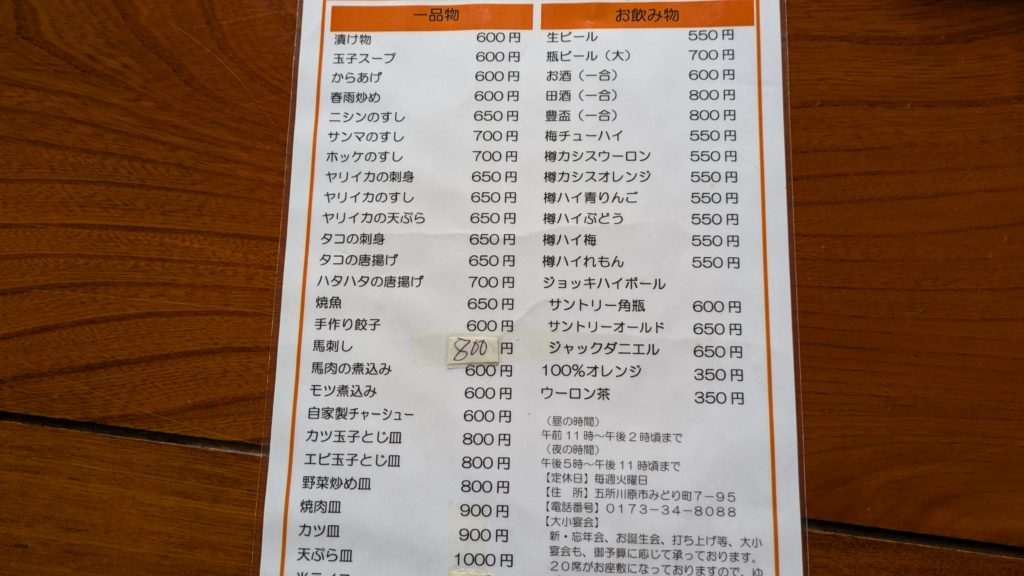 一品物
漬け物 600円
玉子スープ 600円
からあげ 600円
春雨炒め 600円
ニシンのすし 650円
サンマのすし 700円
ホッケのすし 700円
ヤリイカの刺身 650円
ヤリイカのすし 650円
ヤリイカの天ぷら 650円
タコの刺身 650円
タコの唐揚げ 650円
ハタハタの唐揚げ 700円
焼魚 650円
手作り餃子 600円
馬刺し 800円
馬肉の煮込み 600円
モツ煮込み 600円
自家製チャーシュー 600円
カツ玉子とじ皿 800円
エビ玉子とじ皿 800円
野菜炒め皿 800円
焼肉皿 900円
カツ皿 900円
天ぷら皿 1000円
お飲み物
生ビール 550円
瓶ビール（大） 700円
お酒（一合） 600円
田酒（一合） 800円
豊盃（一合） 800円
梅チューハイ 550円
樽カシスウーロン 550円
樽カシスオレンジ 550円
樽ハイ青りんご 550円
樽ハイぶどう 550円
樽ハイ梅 550円
樽ハイれもん 550円
ジョッキハイボール
サントリー角瓶 600円
サントリーオールド 650円
ジャックダニエル 650円
100％オレンジ 350円
ウーロン茶 350円
（昼の時間）
午前11時～午後2時頃まで
（夜の時間）
午後5時～午後11時頃まで
【定休日】毎週火曜日
【住　所】五所川原市みどり町7－95
【電話番号】0173－34－8088
【大小宴会】
新・忘年会、お誕生会、打ち上げ等、大小
宴会も、御予算に応じて承っております。
20席がお座敷になっておりますので、ゆ